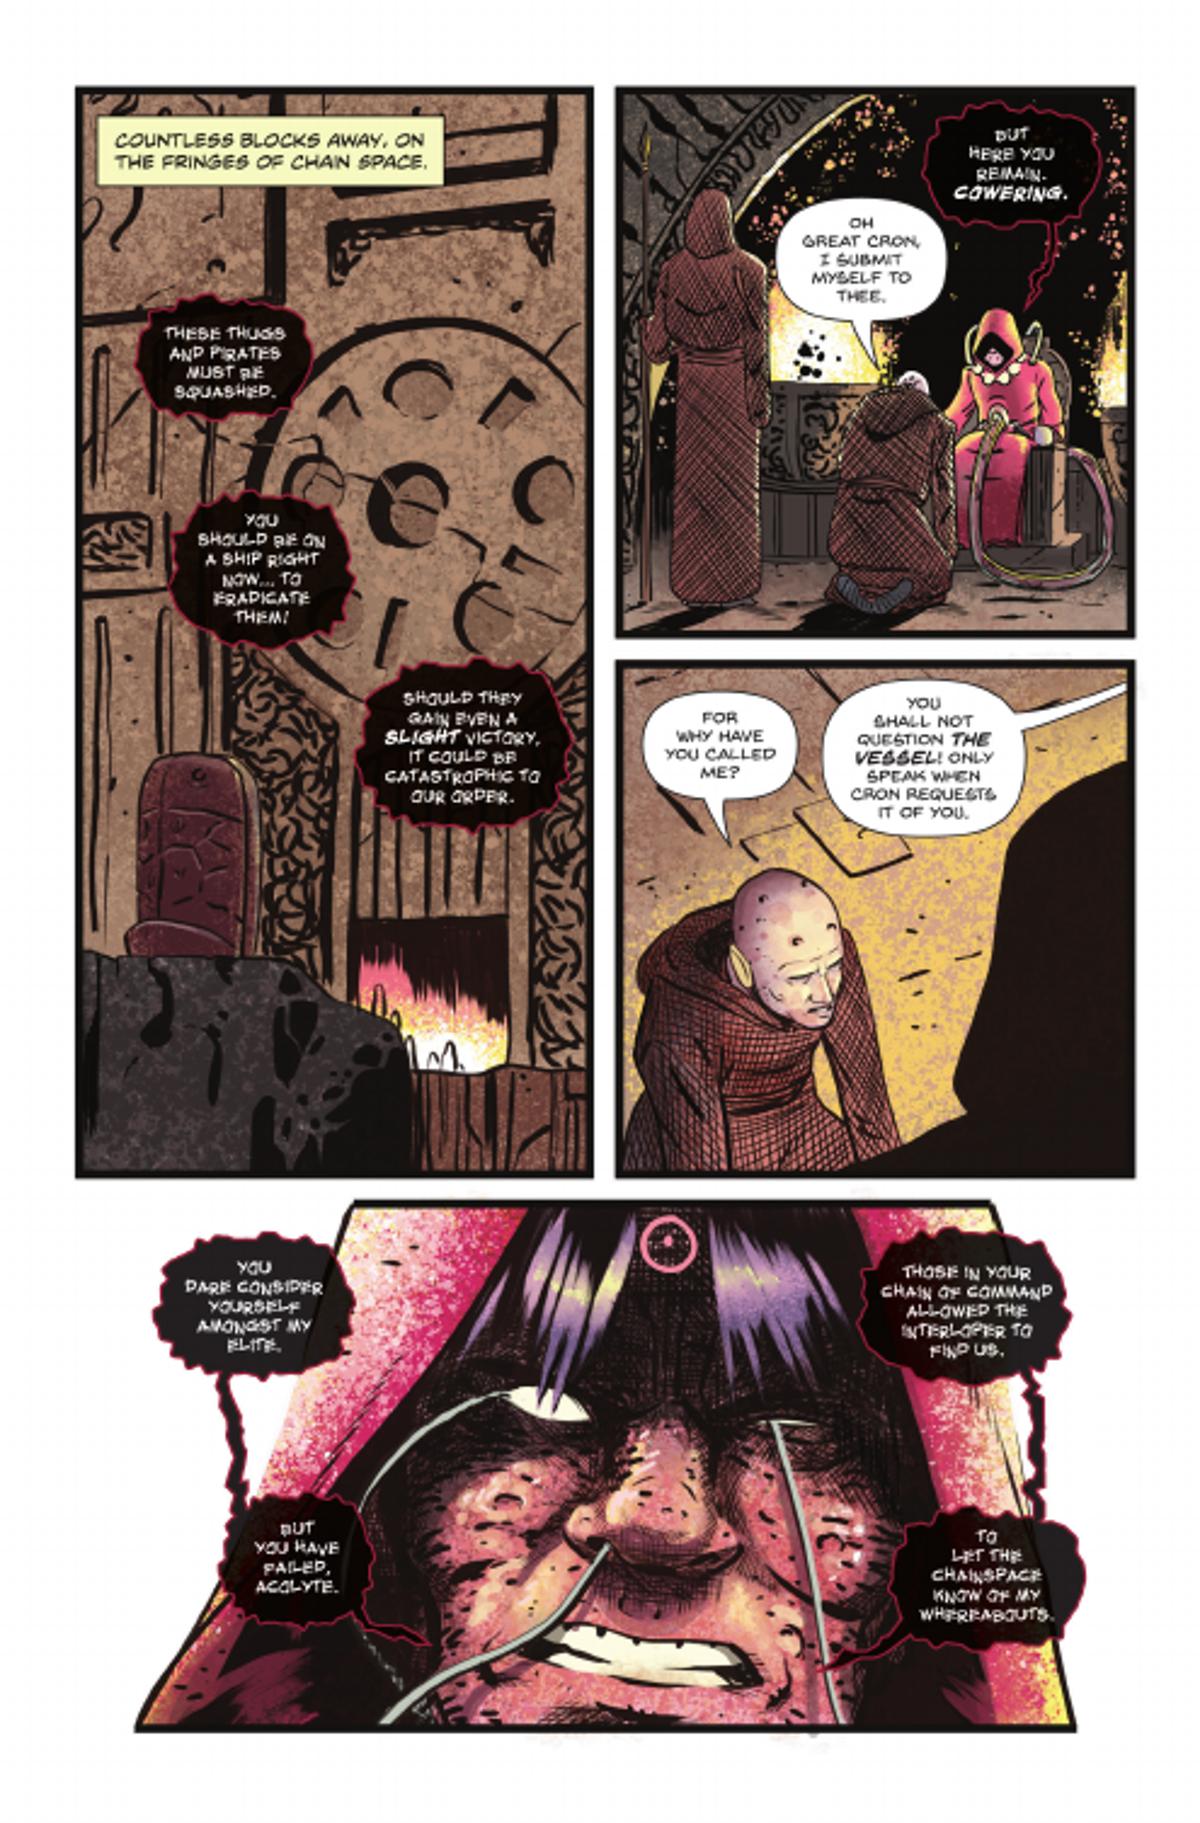 COUNTLESS BLOCKS AWAY, ON
THE FRINGES OF CHAIN SPACE.
THESE THUGS
AND PIRATES
MUST BE
SQUASHED.
YOU
SHOULD BE ON
A SHIP RIGHT
NOW... TO
ERADICATE
THEM!
SHOULD THEY
GAIN EVEN A
SLIGHT VICTORY,
IT COULD BE
CATASTROPHIC TO
OUR ORDER.
BUT
HERE YOU
REMAIN.
COWERING.
OH
GREAT CRON,
I SUBMIT
MYSELF TO
THEE.
FOR
WHY HAVE
YOU CALLED
ME?
YOU
SHALL NOT
QUESTION THE
VESSEL! ONLY
SPEAK WHEN
CRON REQUESTS
IT OF YOU.
YOU
DARE CONSIDER
YOURSELF
AMONGST MY
ELITE.
BUT
YOU HAVE
FAILED,
ACOLYTE.
THOSE IN YOUR
CHAIN OF COMMAND
ALLOWED THE
INTERLOPER TO
FIND US.
TO
LET THE
CHAINSPACE
KNOW OF MY
WHEREABOUTS.